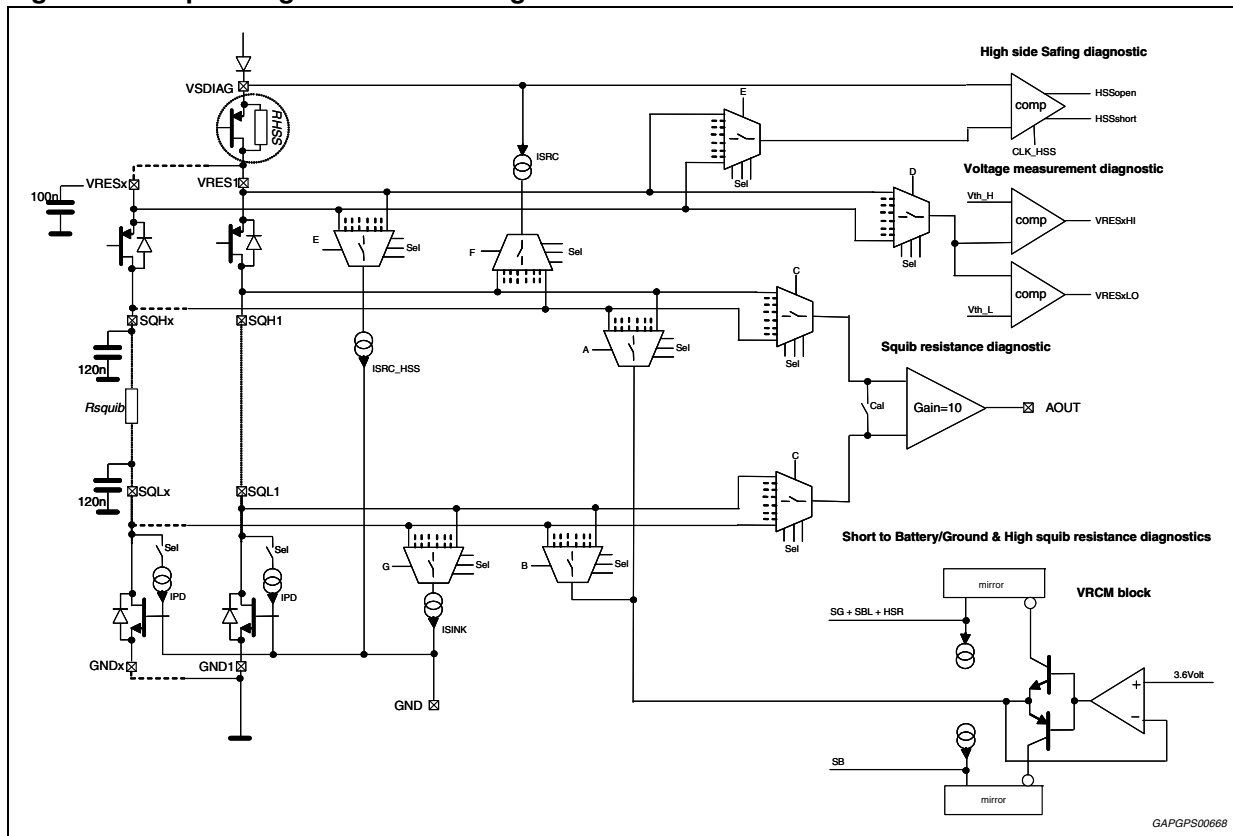 High side Safing diagnostic
VSDIAG
RHSS
E
comp
HSSopen
HSSshort
CLK_HSS
ISRC
Sel
VRESx
VRES1
100n
Voltage measurement diagnostic
D
Vth_H
comp
VRESxHI
E
Sel
F
Sel
Sel
comp
VRESxLO
Vth_L
C
SQHx
SQH1
A
Sel
Sel
Squib resistance diagnostic
120n
ISRC_HSS
Rsquib
Cal
Gain=10
AOUT
C
SQLx
SQL1
120n
Sel
Short to Battery/Ground & High squib resistance diagnostics
Sel
Sel
G
Sel
B
Sel
IPD
IPD
ISINK
mirror
VRCM block
SG + SBL + HSR
GNDx
GND1
GND
3.6Volt
+
-
SB
mirror
GAPGPS00668